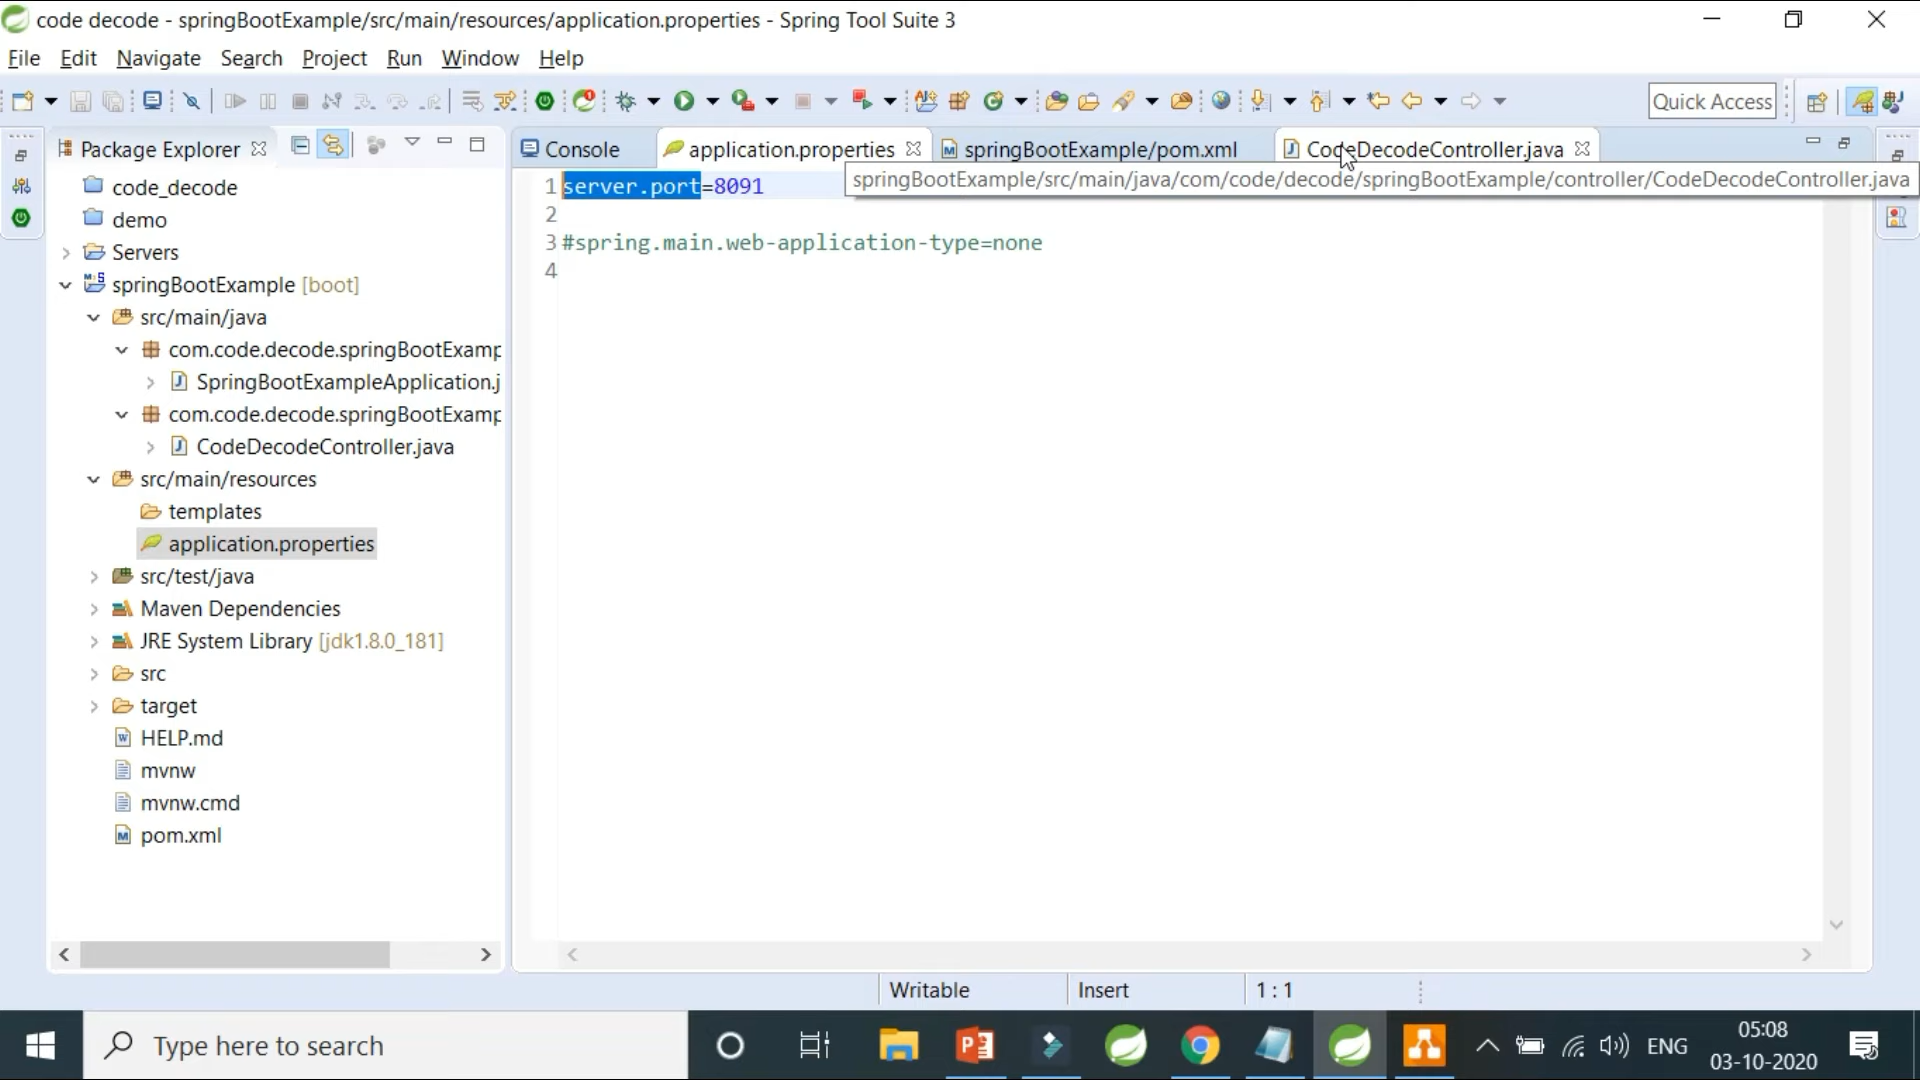 code decode - springBootExample/src/main/resources/application.properties - Spring Tool Suite 3
File Edit Navigate Search Project Run Window Help
Quick Access
Package Explorer
Console
application.properties
springBootExample/pom.xml
CodeDecodeController.java
springBootExample/src/main/java/com/code/decode/springBootExample/controller/CodeDecodeController.java
1 server.port=8091
2
3 #spring.main.web-application-type=none
4
code_decode
demo
Servers
springBootExample [boot]
src/main/java
com.code.decode.springBootExamp
SpringBootExampleApplication.j
com.code.decode.springBootExamp
CodeDecodeController.java
src/main/resources
templates
application.properties
src/test/java
Maven Dependencies
JRE System Library [jdk1.8.0_181]
src
target
HELP.md
mvnw
mvnw.cmd
pom.xml
Writable Insert 1 : 1
Type here to search
ENG
05:08
03-10-2020